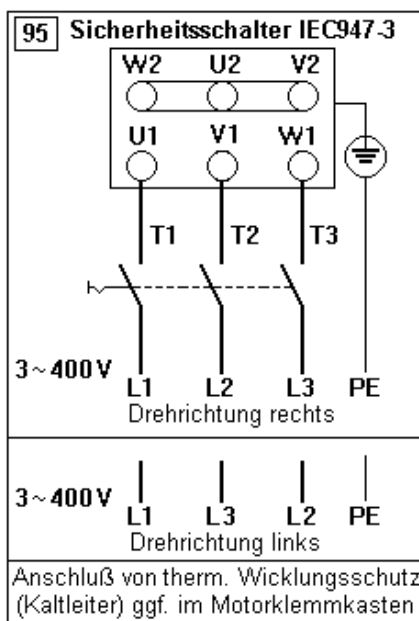 95 Sicherheitsschalter IEC947-3
W2 U2 V2
U1 V1 W1
T1 T2 T3
3~400V
L1 L2 L3 PE
Drehrichtung rechts
3~400V
L1 L3 L2 PE
Drehrichtung links
Anschluß von therm. Wicklungsschutz
(Kaltleiter) ggf. im Motorklemmkasten